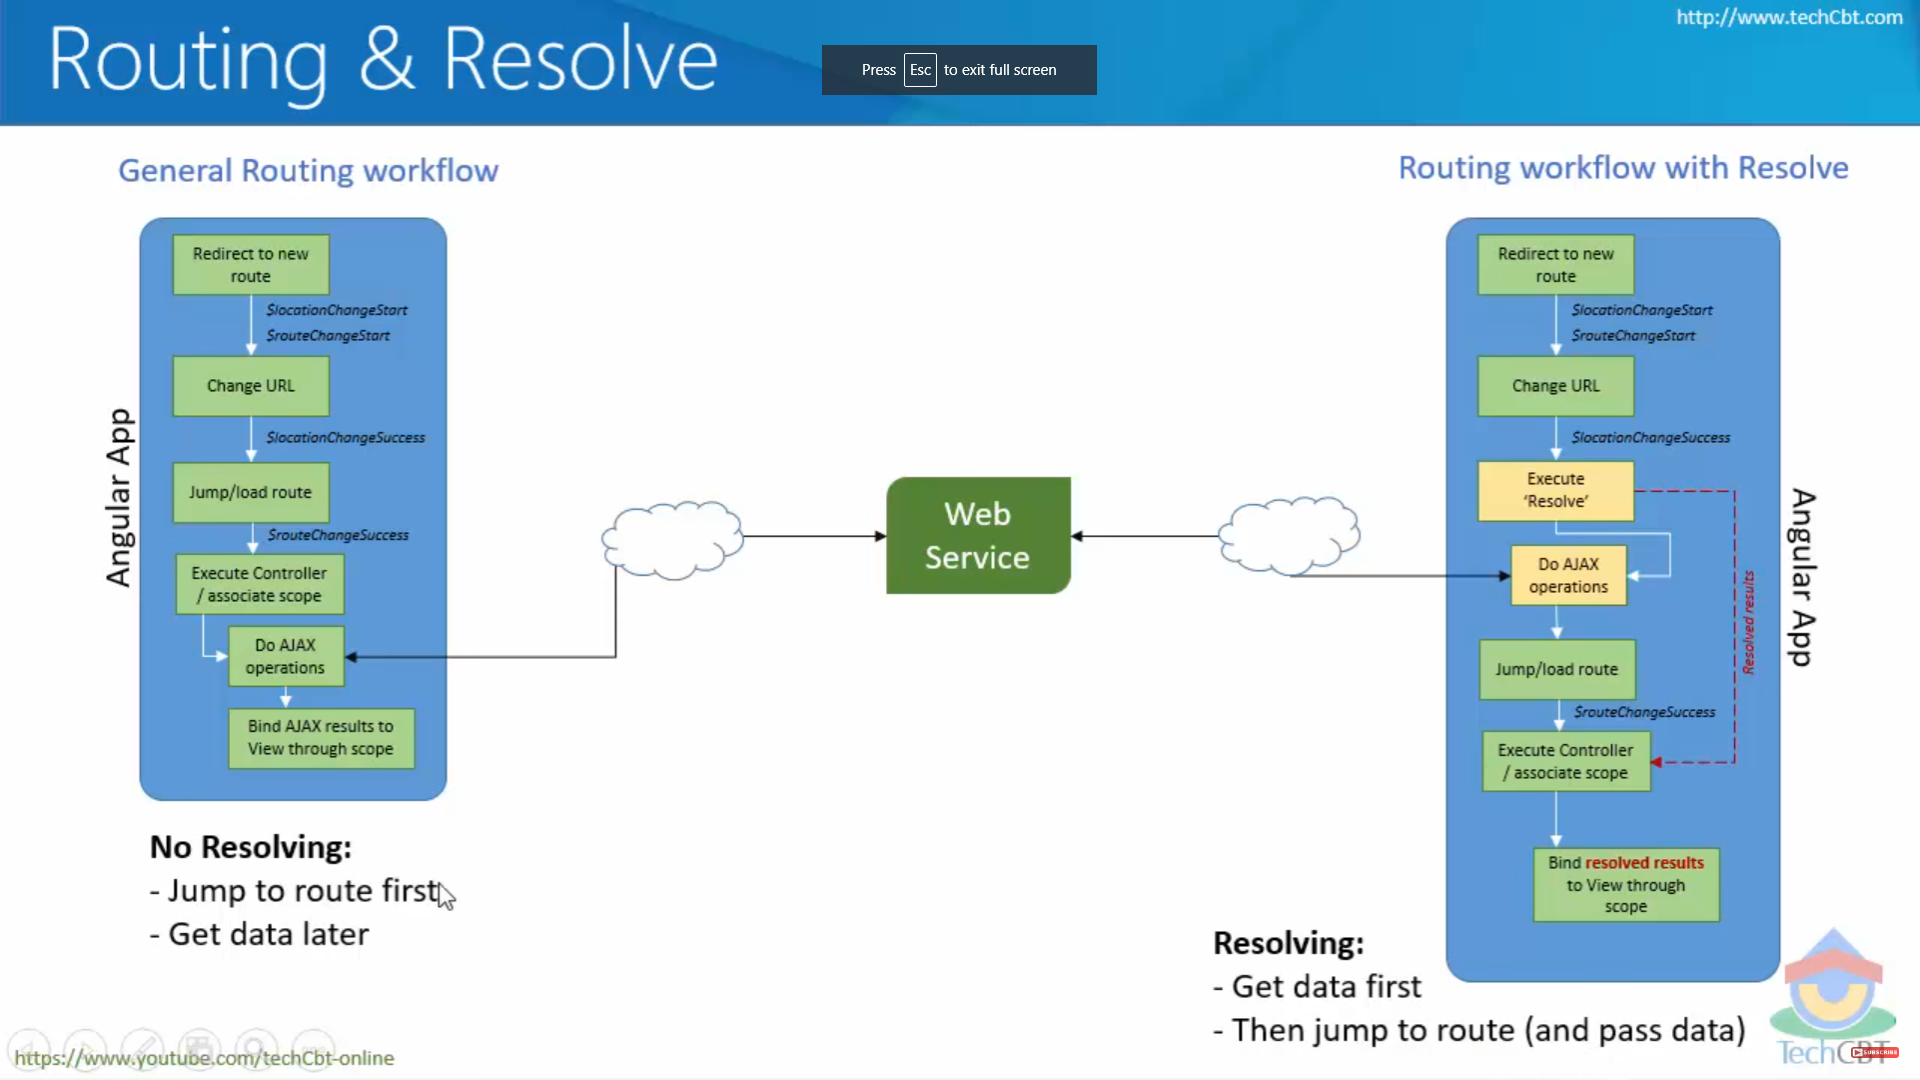 http://www.techCbt.com
Routing & Resolve
Press Esc to exit full screen
General Routing workflow
Angular App
Redirect to new
route
$locationChangeStart
$routeChangeStart
Change URL
$locationChangeSuccess
Jump/load route
$routeChangeSuccess
Execute Controller
/ associate scope
Do AJAX
operations
Bind AJAX results to
View through scope
No Resolving:
- Jump to route first
- Get data later
Web
Service
Routing workflow with Resolve
Redirect to new
route
$locationChangeStart
$routeChangeStart
Change URL
$locationChangeSuccess
Execute
'Resolve'
Do AJAX
operations
Resolved results
Jump/load route
$routeChangeSuccess
Execute Controller
/ associate scope
Bind resolved results
to View through
scope
Angular App
Resolving:
- Get data first
- Then jump to route (and pass data)
https://www.youtube.com/techCbt-online
TechCBT
SUBSCRIBE